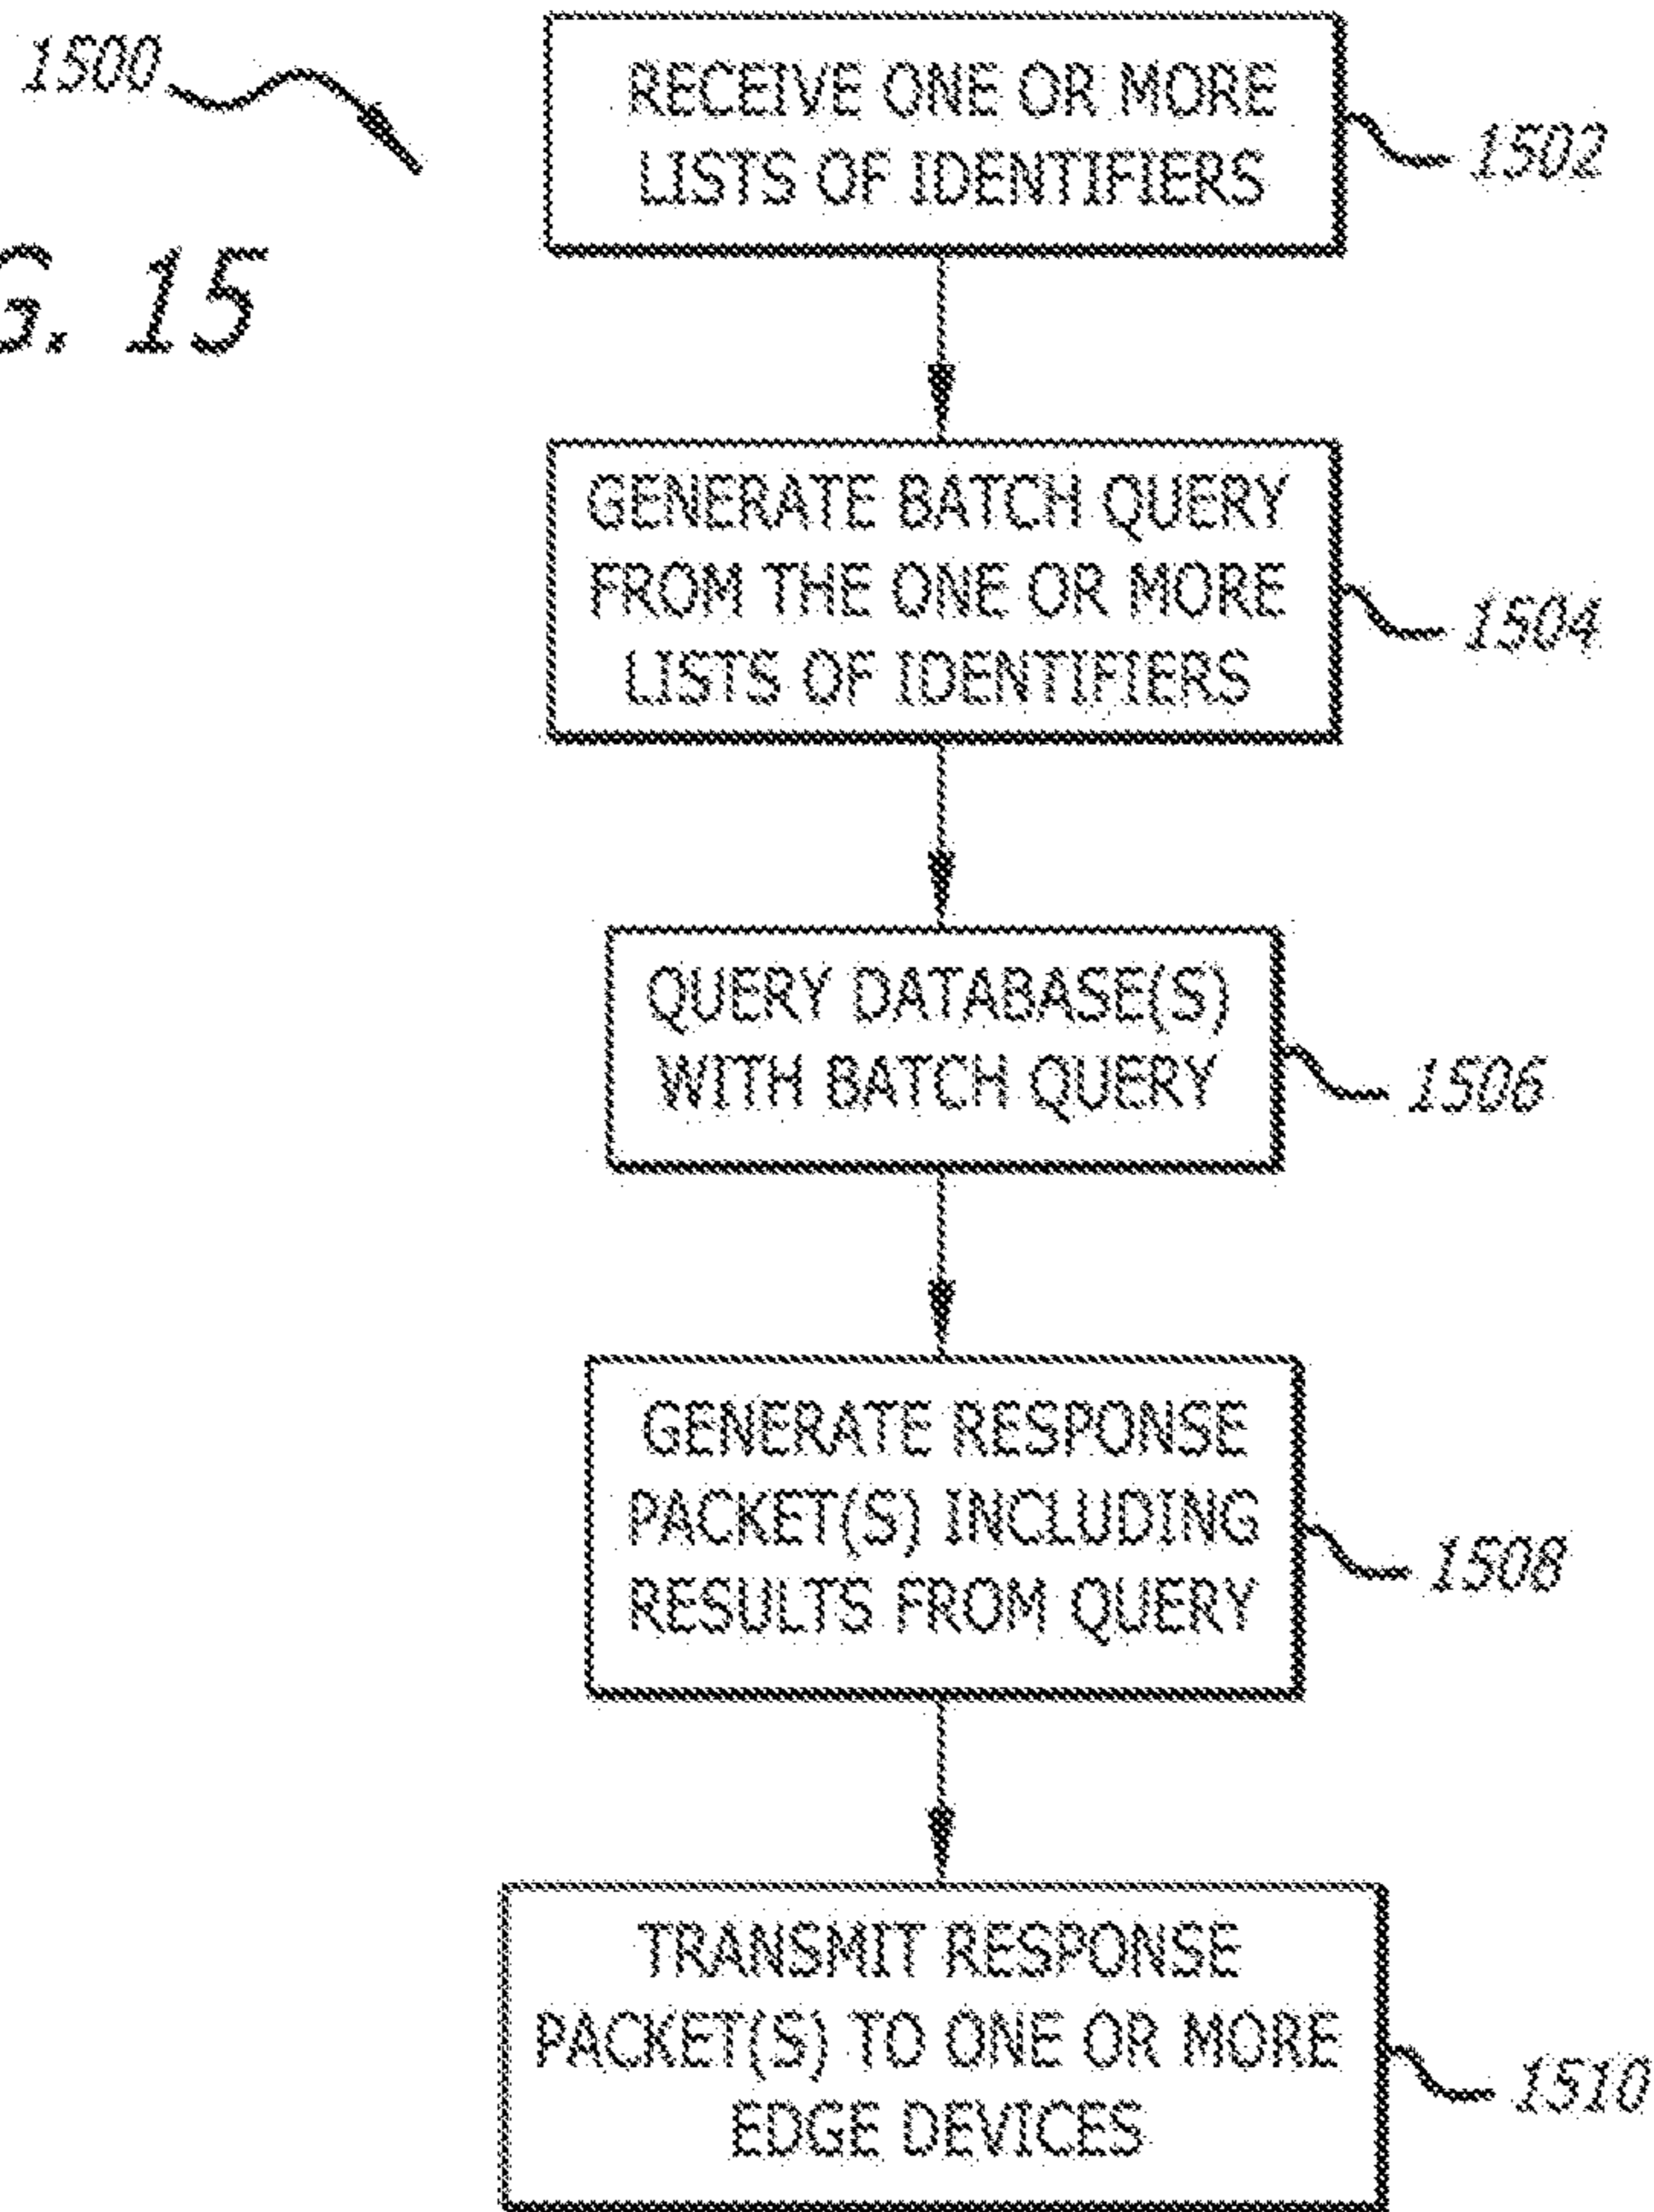 1500
RECEIVE ONE OR MORE
LISTS OF IDENTIFIERS
1502
G. 15
GENERATE BATCH QUERY
FROM THE ONE OR MORE
LISTS OF IDENTIFIERS
1504
QUERY DATABASE(S)
WITH BATCH QUERY
1506
GENERATE RESPONSE
PACKET(S) INCLUDING
RESULTS FROM QUERY
1508
TRANSMIT RESPONSE
PACKET(S) TO ONE OR MORE
EDGE DEVICES
1510